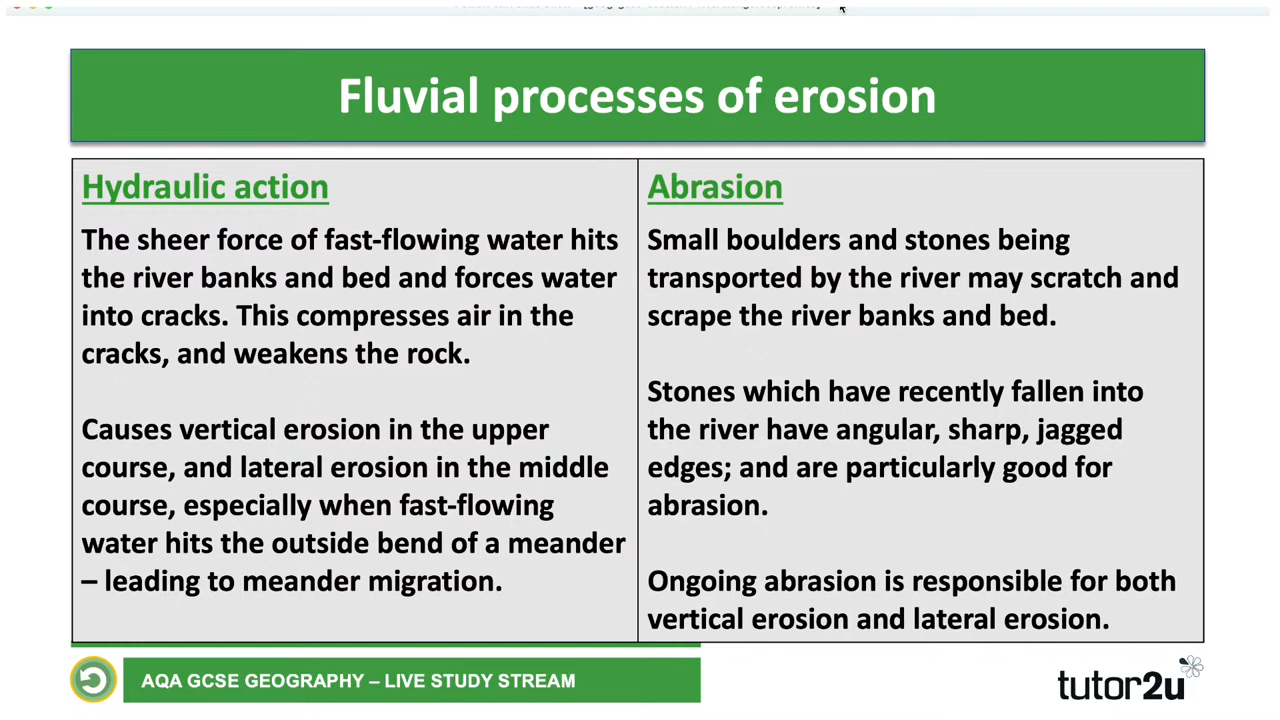 Fluvial processes of erosion
Hydraulic action
The sheer force of fast-flowing water hits
the river banks and bed and forces water
into cracks. This compresses air in the
cracks, and weakens the rock.
Causes vertical erosion in the upper
course, and lateral erosion in the middle
course, especially when fast-flowing
water hits the outside bend of a meander
– leading to meander migration.
Abrasion
Small boulders and stones being
transported by the river may scratch and
scrape the river banks and bed.
Stones which have recently fallen into
the river have angular, sharp, jagged
edges; and are particularly good for
abrasion.
Ongoing abrasion is responsible for both
vertical erosion and lateral erosion.
AQA GCSE GEOGRAPHY – LIVE STUDY STREAM
tutor2u